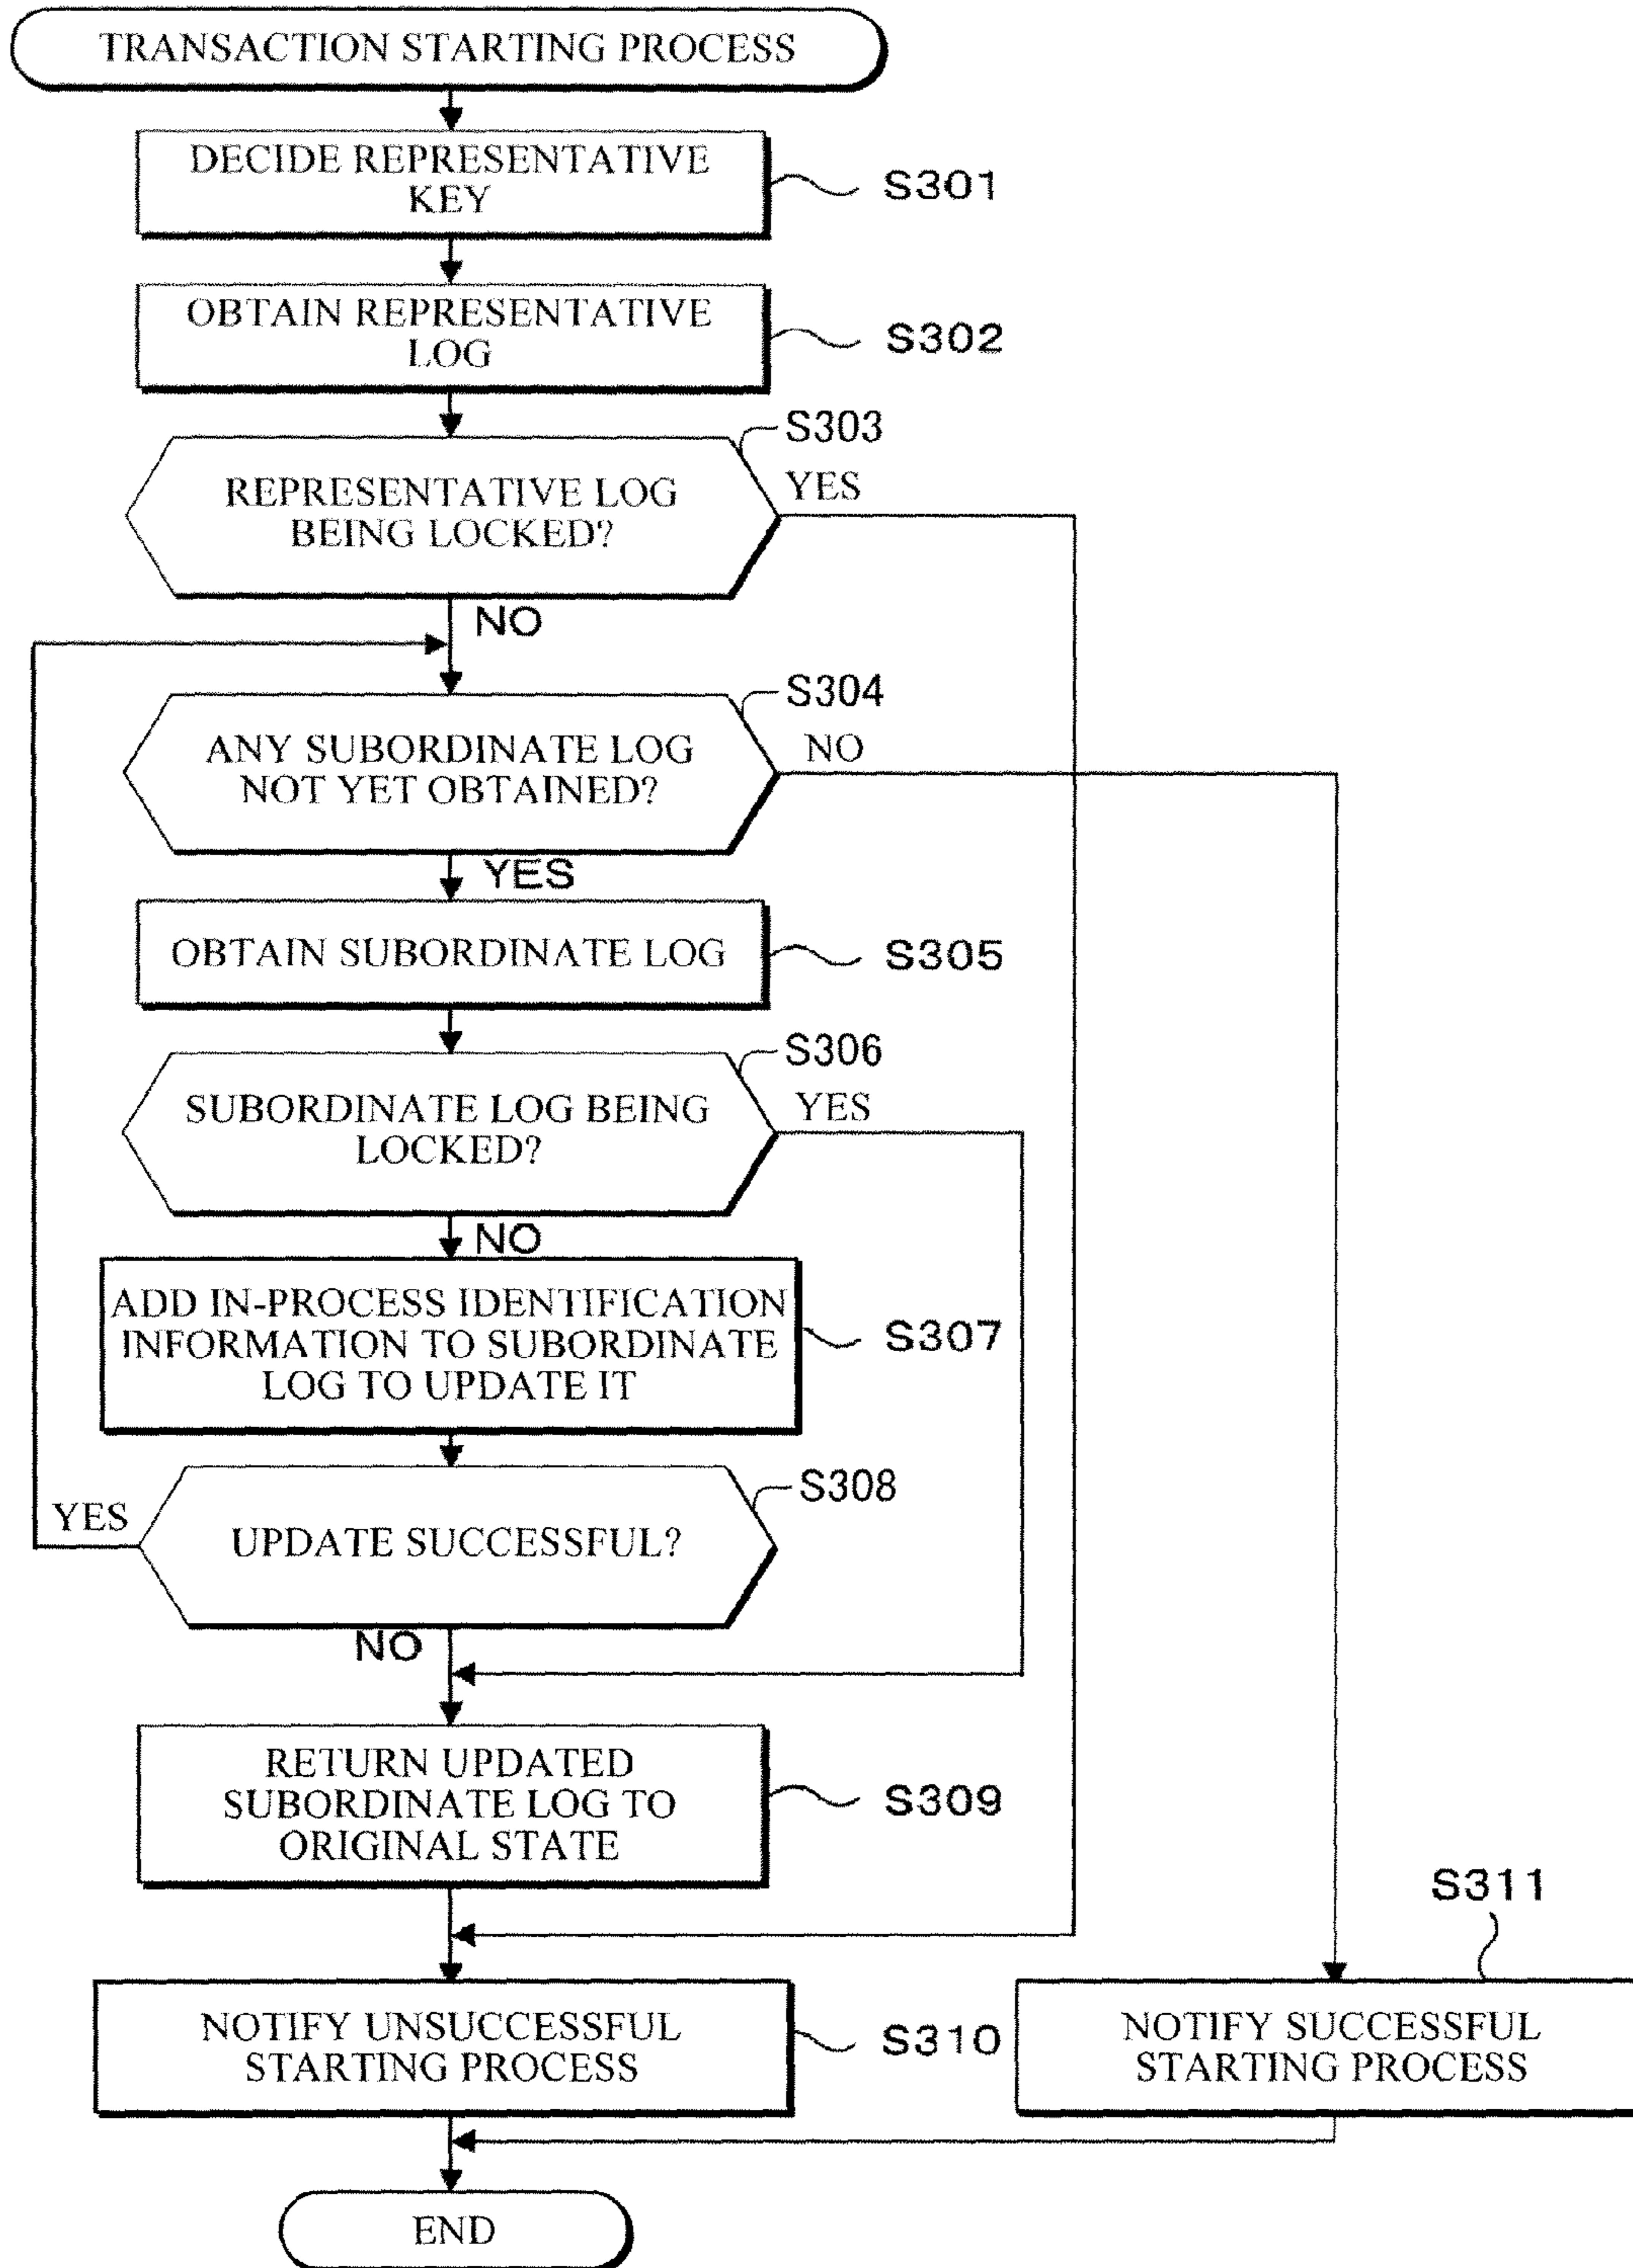 TRANSACTION STARTING PROCESS
DECIDE REPRESENTATIVE
KEY
S301
OBTAIN REPRESENTATIVE
LOG
S302
S303
REPRESENTATIVE LOG
BEING LOCKED?
YES
NO
S304
ANY SUBORDINATE LOG
NOT YET OBTAINED?
NO
YES
OBTAIN SUBORDINATE LOG
S305
S306
SUBORDINATE LOG BEING
LOCKED?
YES
NO
ADD IN-PROCESS IDENTIFICATION
INFORMATION TO SUBORDINATE
LOG TO UPDATE IT
S307
S308
YES
UPDATE SUCCESSFUL?
NO
RETURN UPDATED
SUBORDINATE LOG TO
ORIGINAL STATE
S309
S311
NOTIFY UNSUCCESSFUL
STARTING PROCESS
S310
NOTIFY SUCCESSFUL
STARTING PROCESS
END